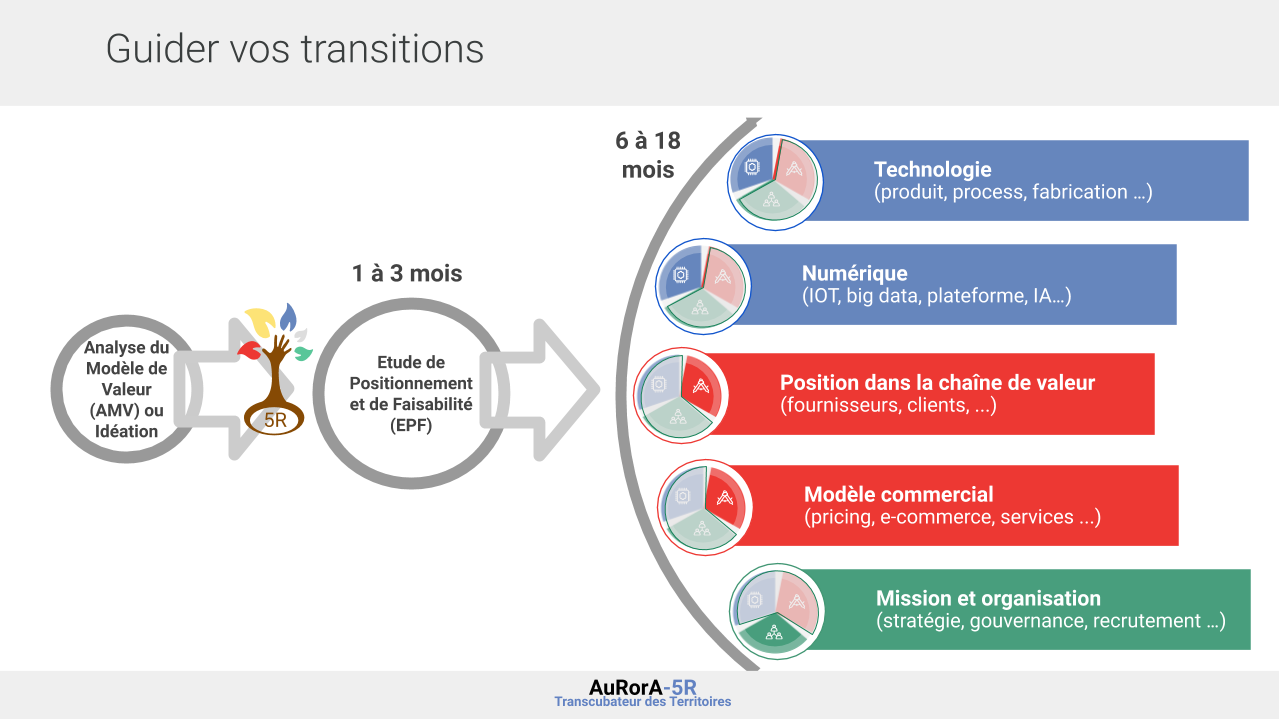 Guider vos transitions
Analyse du
Modèle de
Valeur
(AMV) ou
Idéation
5R
1 à 3 mois
Etude de
Positionnement
et de Faisabilité
(EPF)
6 à 18
mois
Technologie
(produit, process, fabrication …)
Numérique
(IOT, big data, plateforme, IA…)
Position dans la chaîne de valeur
(fournisseurs, clients, ...)
Modèle commercial
(pricing, e-commerce, services ...)
Mission et organisation
(stratégie, gouvernance, recrutement …)
AuRorA-5R
Transcubateur des Territoires